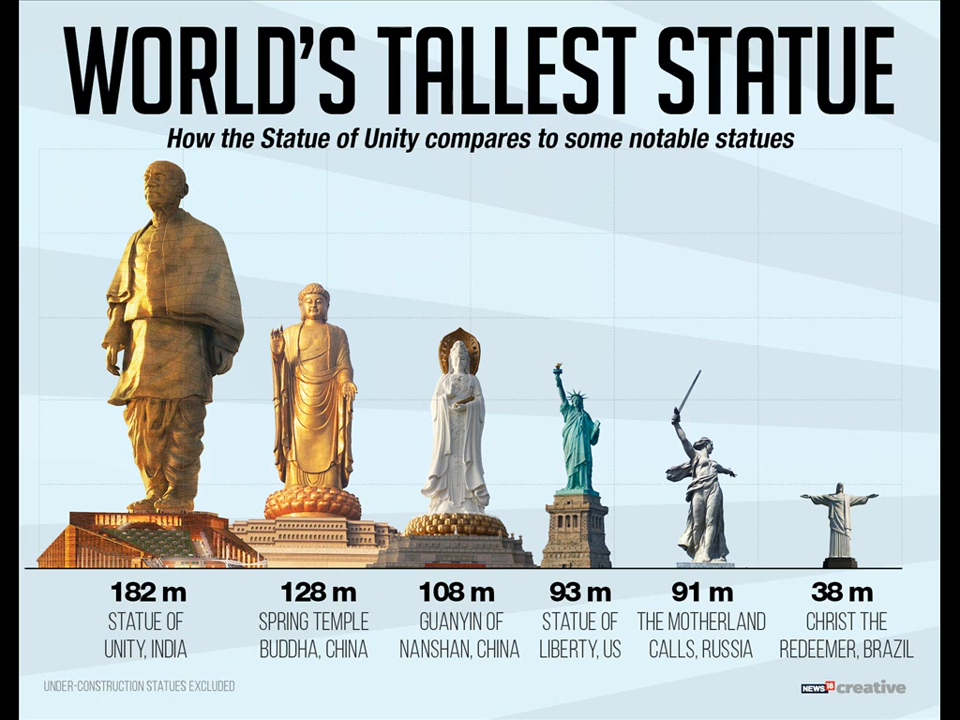 WORLD'S TALLEST STATUE
How the Statue of Unity compares to some notable statues
182 m
STATUE OF
UNITY, INDIA
128 m
SPRING TEMPLE
BUDDHA, CHINA
108 m
GUANYIN OF
NANSHAN, CHINA
93 m
STATUE OF
LIBERTY, US
91 m
THE MOTHERLAND
CALLS, RUSSIA
38 m
CHRIST THE
REDEEMER, BRAZIL
UNDER-CONSTRUCTION STATUES EXCLUDED
NEWS18 creative